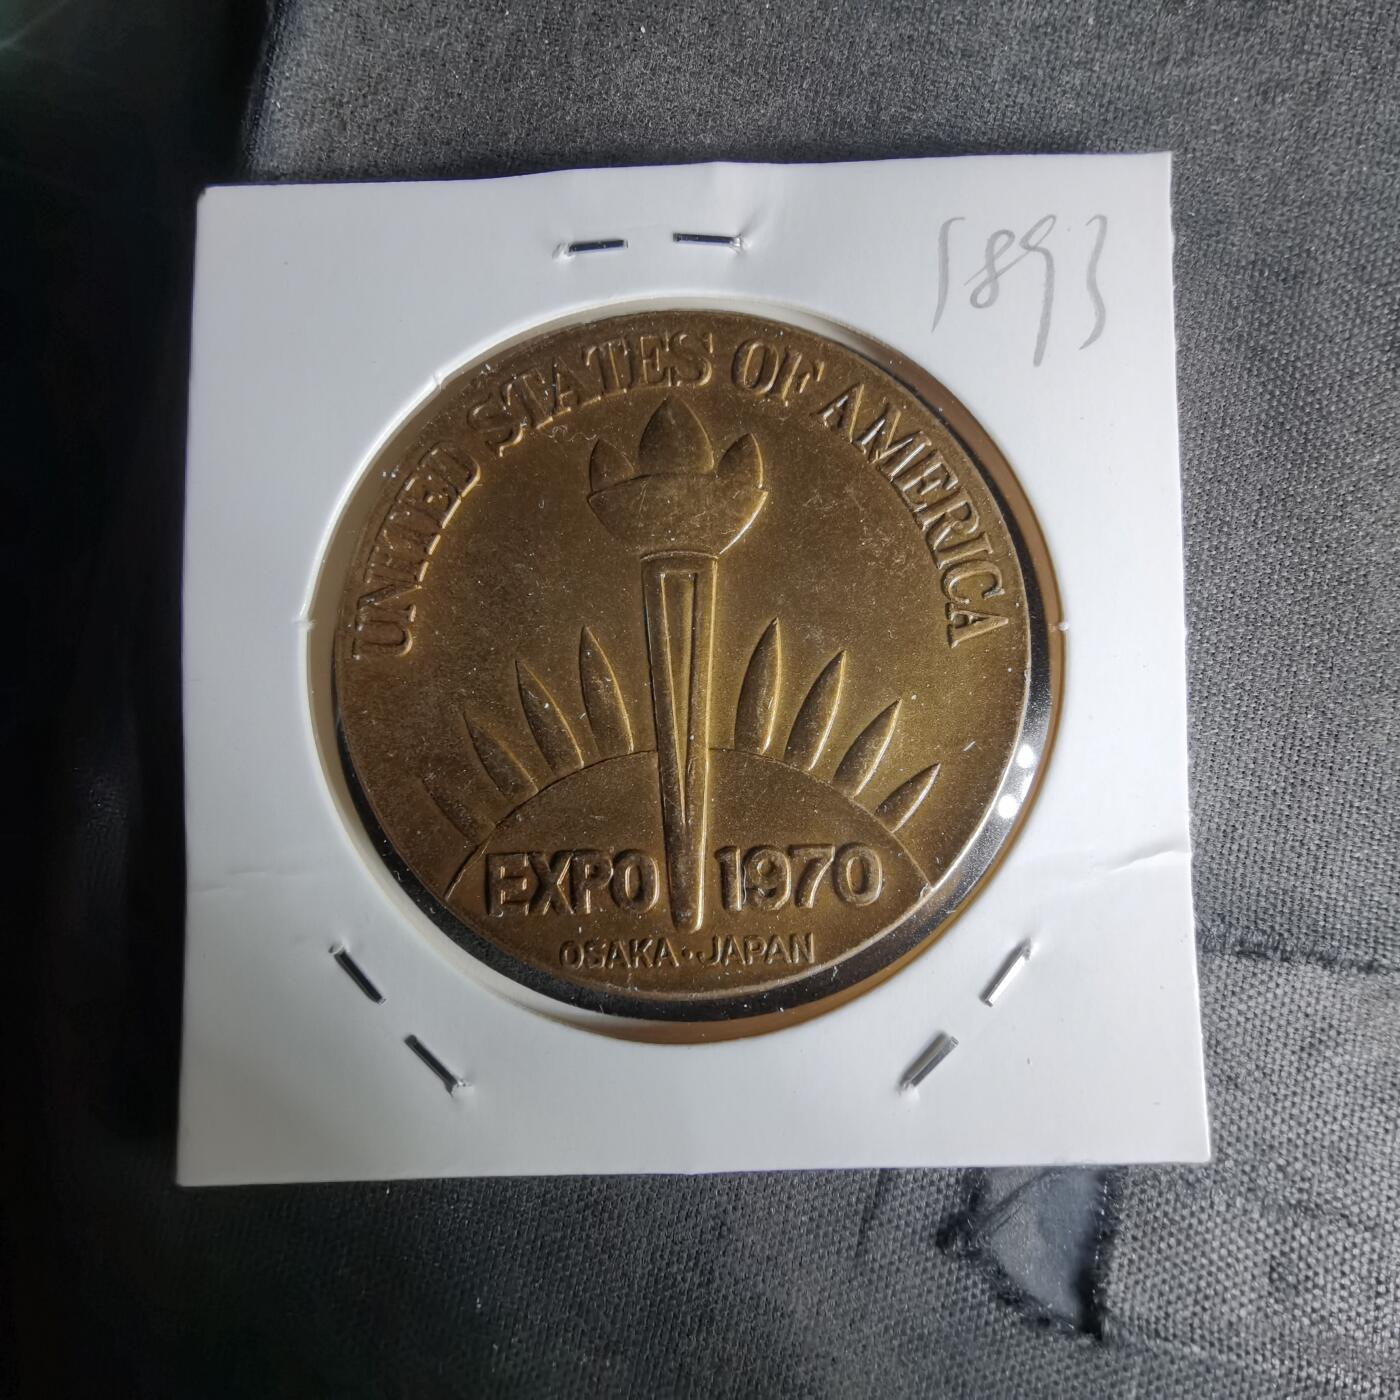 1893
UNITED STATES OF AMERICA
EXPO 1970
OSAKA·JAPAN